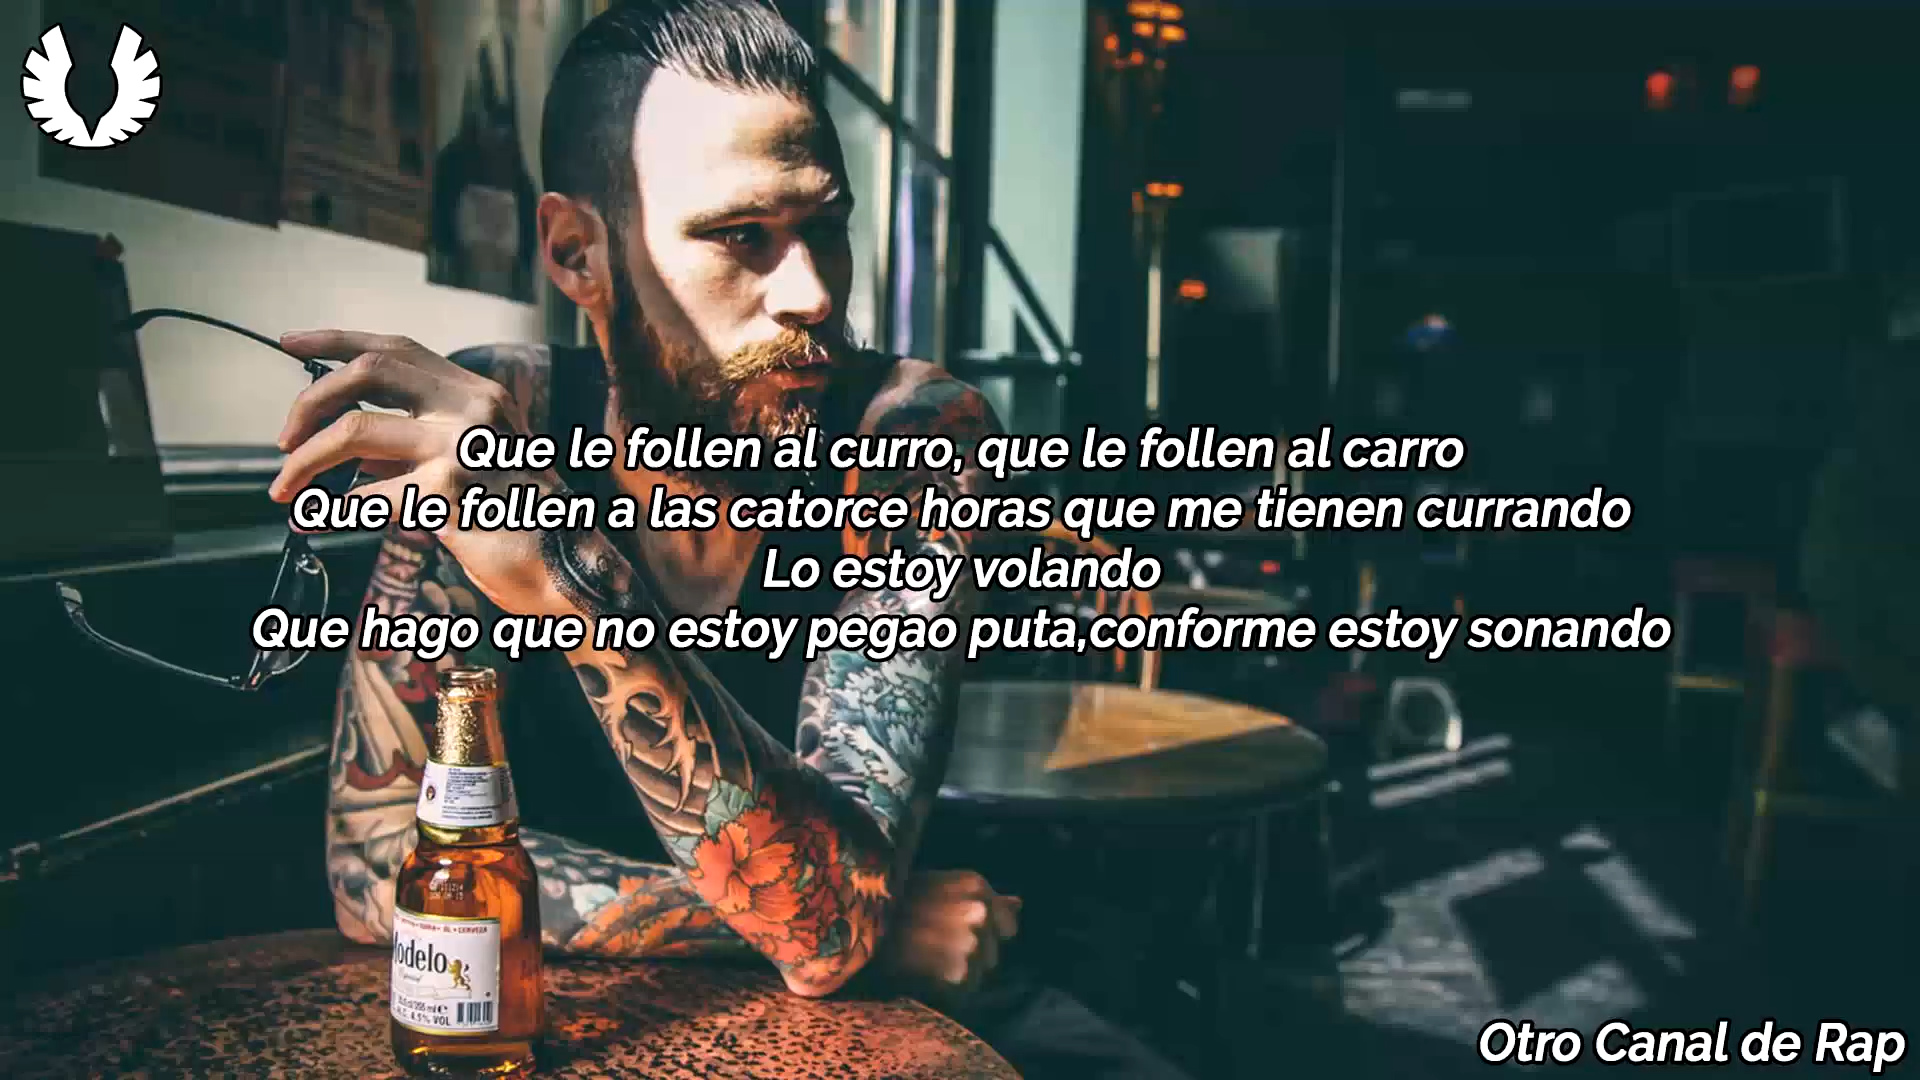 Que le follen al curro, que le follen al carro
Que le follen a las catorce horas que me tienen currando
Lo estoy volando
Que hago que no estoy pegao puta,conforme estoy sonando
Modelo
Otro Canal de Rap